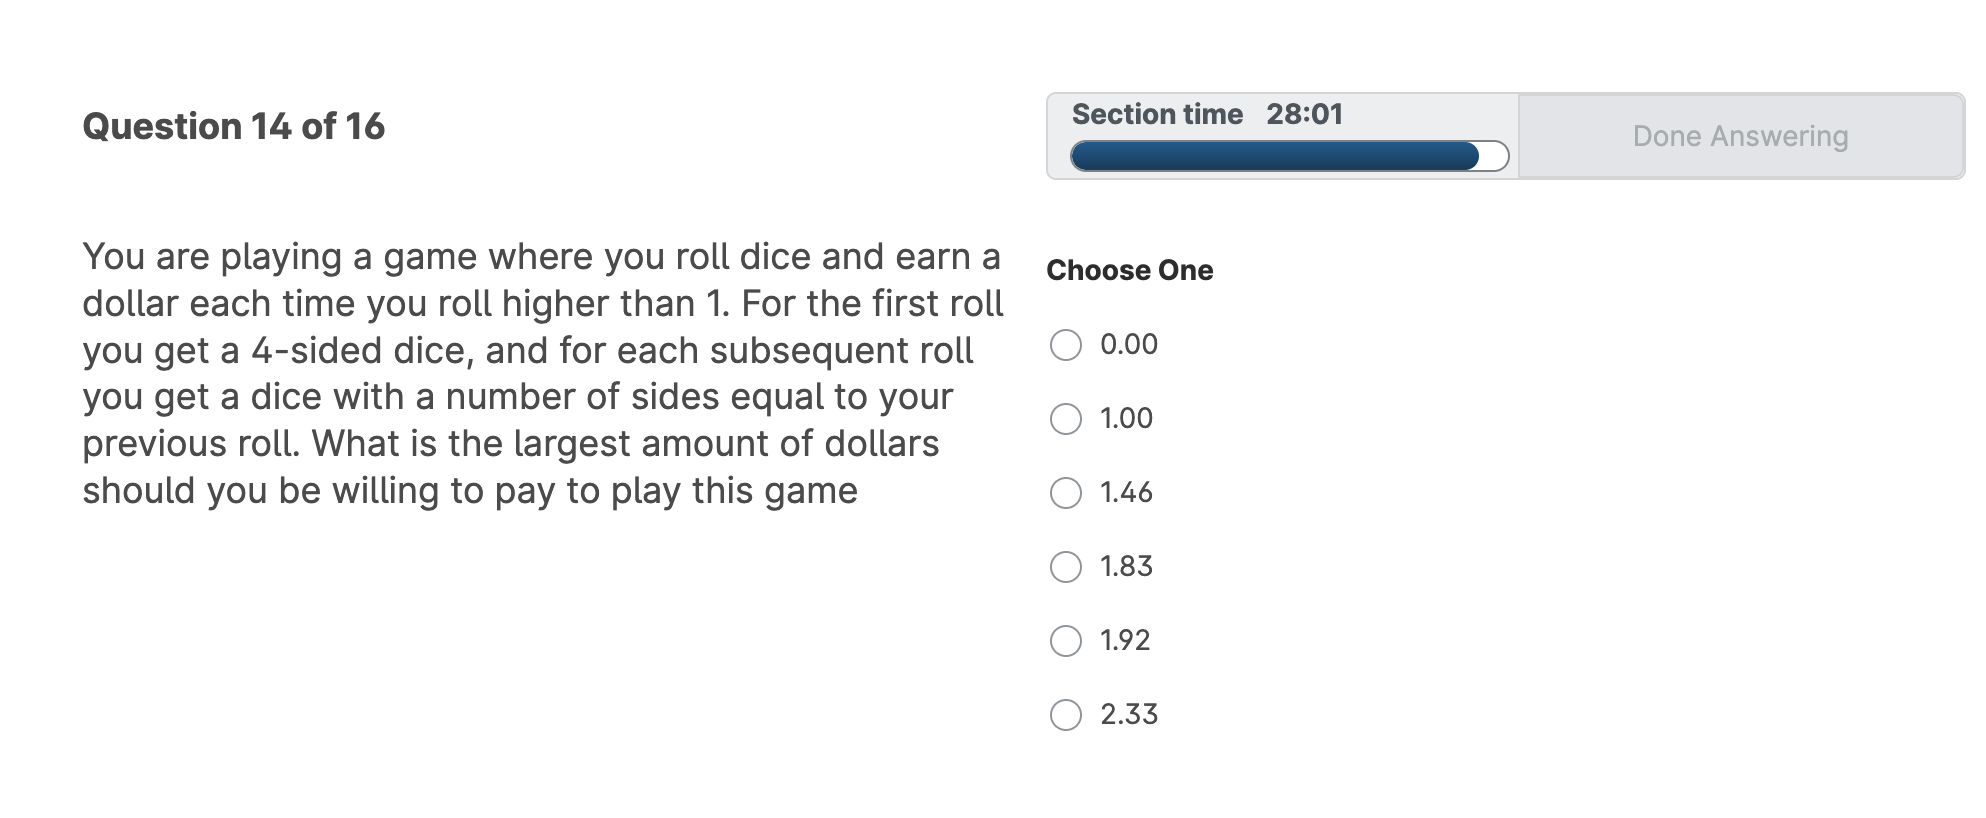 Question 14 of 16
Section time 28:01
Done Answering
You are playing a game where you roll dice and earn a
dollar each time you roll higher than 1. For the first roll
you get a 4-sided dice, and for each subsequent roll
you get a dice with a number of sides equal to your
previous roll. What is the largest amount of dollars
should you be willing to pay to play this game
Choose One
0.00
1.00
1.46
1.83
1.92
2.33